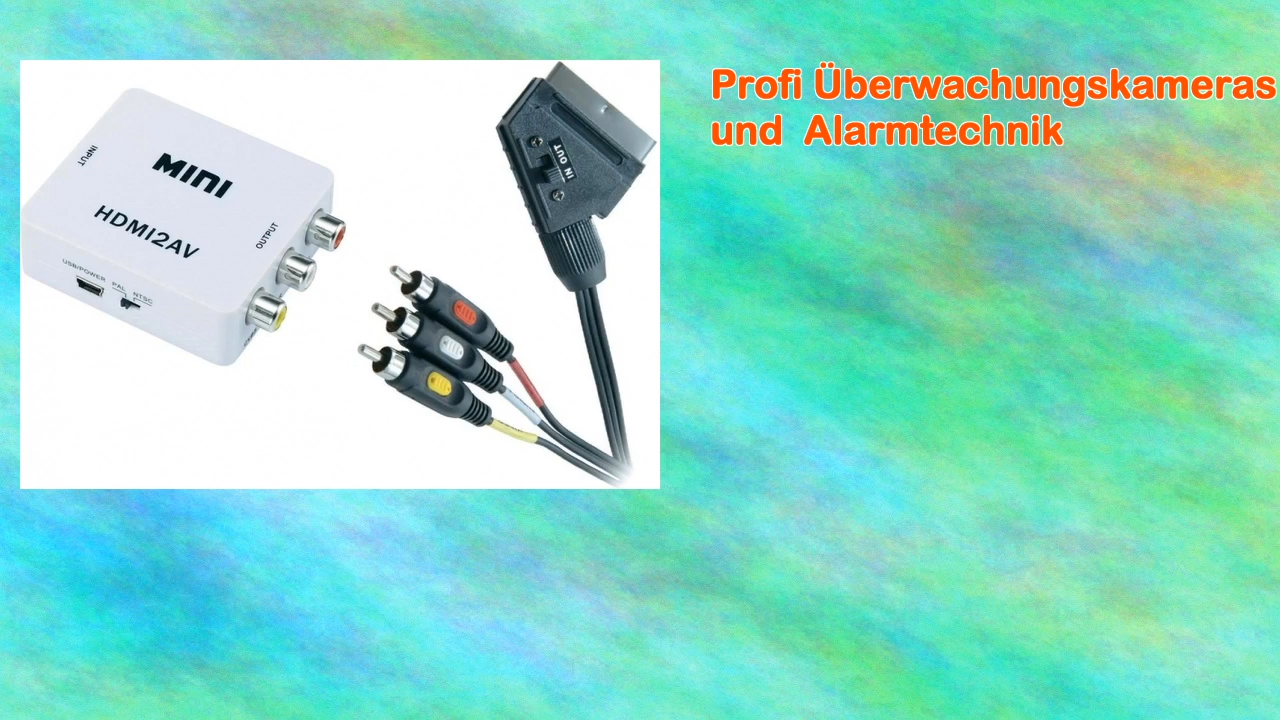 Profi Überwachungskameras
und Alarmtechnik
INPUT
MINI
HDMI2AV
OUTPUT
USB/POWER
PAL
NTSC
IN OUT